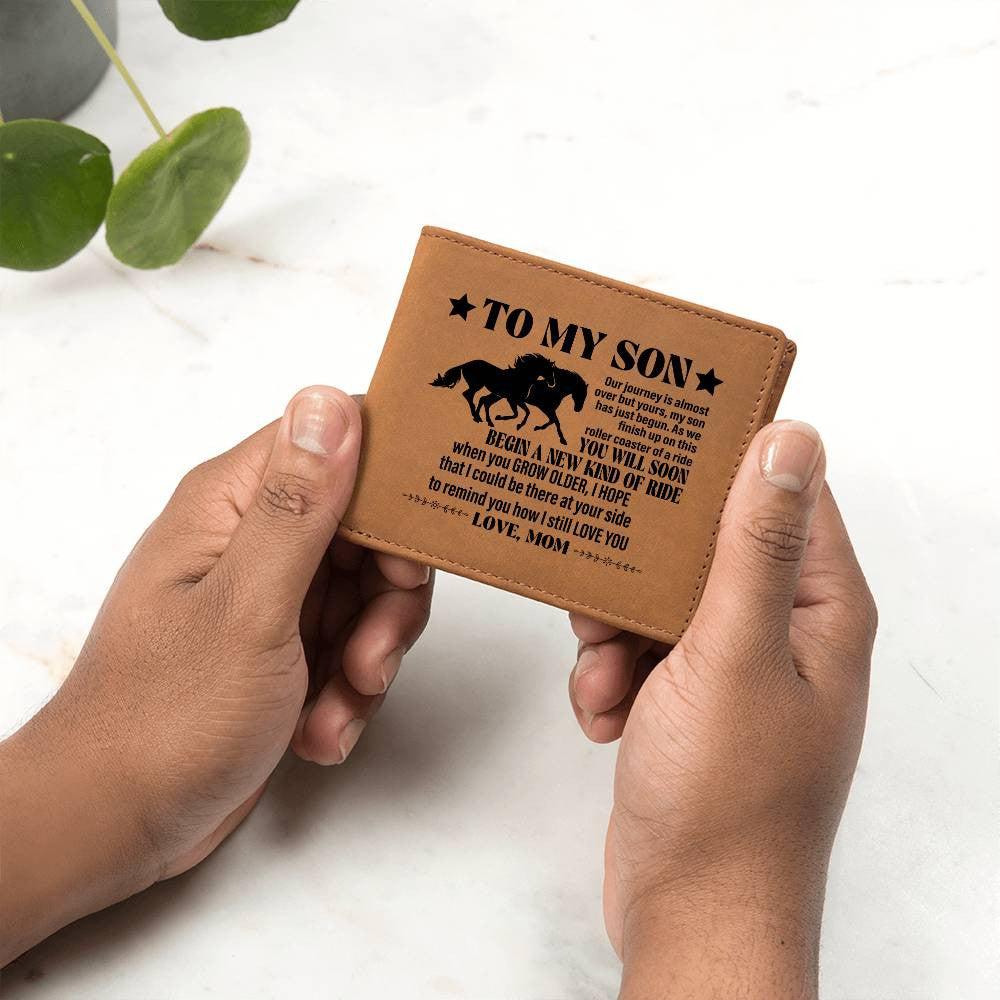 TO MY SON
Our journey is almost
over but yours, my son
has just begun. As we
finish up on this
roller coaster of a ride
YOU WILL SOON
BEGIN A NEW KIND OF RIDE
when you GROW OLDER, I HOPE
that I could be there at your side
to remind you how I still LOVE YOU
LOVE, MOM